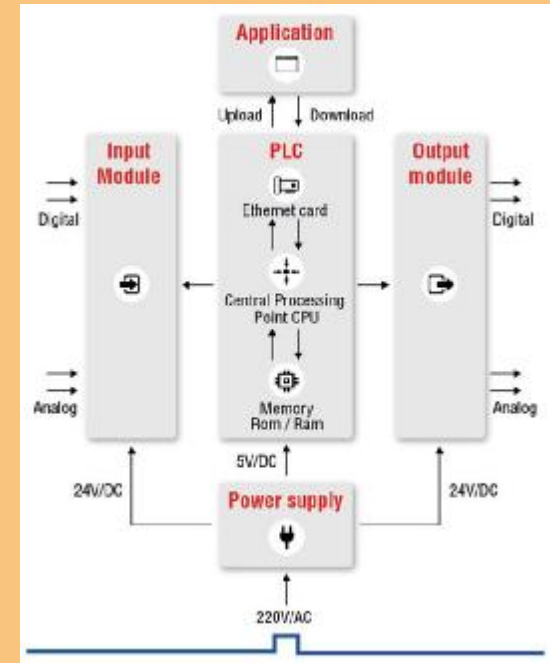 Application
Upload
Download
Input
Module
PLC
Output
module
Ethernet card
Digital
Digital
Central Processing
Point CPU
Analog
Analog
Memory
Rom / Ram
5V/DC
24V/DC
24V/DC
Power supply
220V/AC